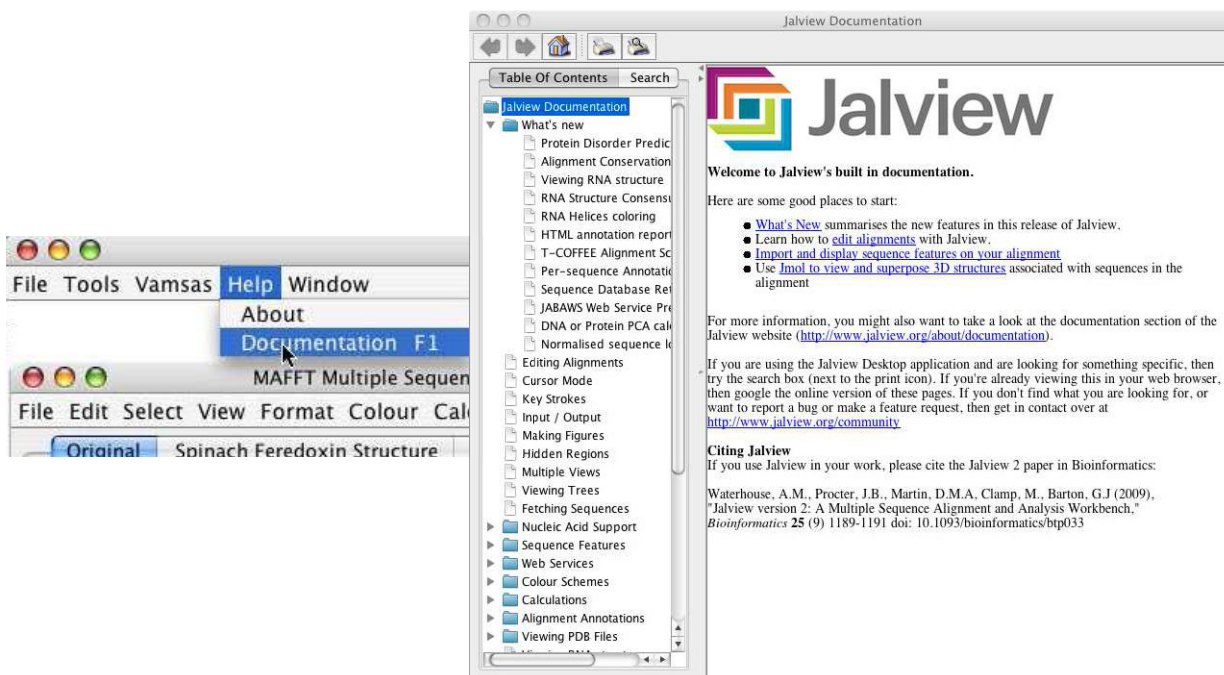 File Tools Vamsas Help Window
About
Documentation F1
MAFFT Multiple Sequen
File Edit Select View Format Colour Cal
Original Spinach Feredoxin Structure
Jalview Documentation
Table Of Contents Search
Jalview Documentation
What's new
Protein Disorder Predic
Alignment Conservation
Viewing RNA structure
RNA Structure Consensu
RNA Helices coloring
HTML annotation report
T-COFFEE Alignment Sc
Per-sequence Annotatio
Sequence Database Ret
JABAWS Web Service Pre
DNA or Protein PCA calc
Normalised sequence lo
Editing Alignments
Cursor Mode
Key Strokes
Input / Output
Making Figures
Hidden Regions
Multiple Views
Viewing Trees
Fetching Sequences
Nucleic Acid Support
Sequence Features
Web Services
Colour Schemes
Calculations
Alignment Annotations
Viewing PDB Files
Jalview
Welcome to Jalview's built in documentation.
Here are some good places to start:
What's New summarises the new features in this release of Jalview.
Learn how to edit alignments with Jalview.
Import and display sequence features on your alignment
Use Jmol to view and superpose 3D structures associated with sequences in the
alignment
For more information, you might also want to take a look at the documentation section of the
Jalview website (http://www.jalview.org/about/documentation).
If you are using the Jalview Desktop application and are looking for something specific, then
try the search box (next to the print icon). If you're already viewing this in your web browser,
then google the online version of these pages. If you don't find what you are looking for, or
want to report a bug or make a feature request, then get in contact over at
http://www.jalview.org/community
Citing Jalview
If you use Jalview in your work, please cite the Jalview 2 paper in Bioinformatics:
Waterhouse, A.M., Procter, J.B., Martin, D.M.A, Clamp, M., Barton, G.J (2009),
"Jalview version 2: A Multiple Sequence Alignment and Analysis Workbench,"
Bioinformatics 25 (9) 1189-1191 doi: 10.1093/bioinformatics/btp033